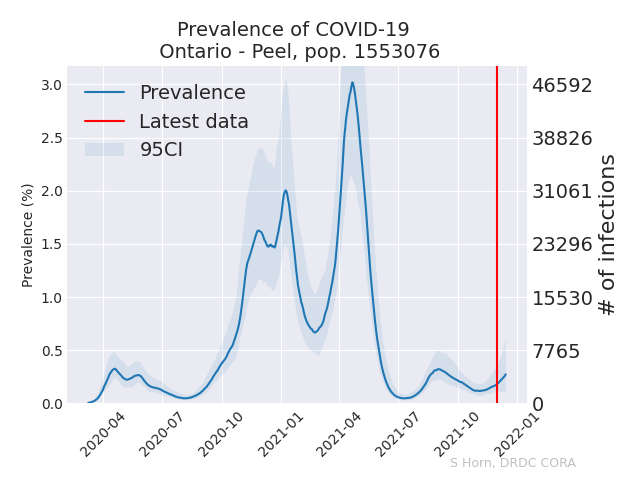 Prevalence of COVID-19
Ontario - Peel, pop. 1553076
Prevalence
Latest data
95CI
Prevalence (%)
3.0
2.5
2.0
1.5
1.0
0.5
0.0
46592
38826
31061
23296
15530
7765
0
# of infections
2020-04
2020-07
2020-10
2021-01
2021-04
2021-07
2021-10
2022-01
S Horn, DRDC CORA